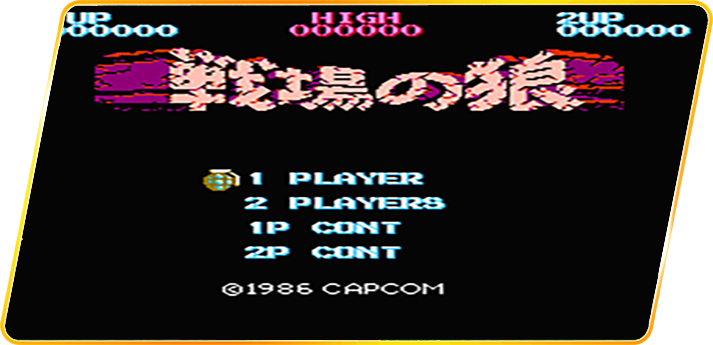 UP HIGH 2UP
000000 000000 000000
戦場の狼
1 PLAYER
2 PLAYERS
1P CONT
2P CONT
©1986 CAPCOM